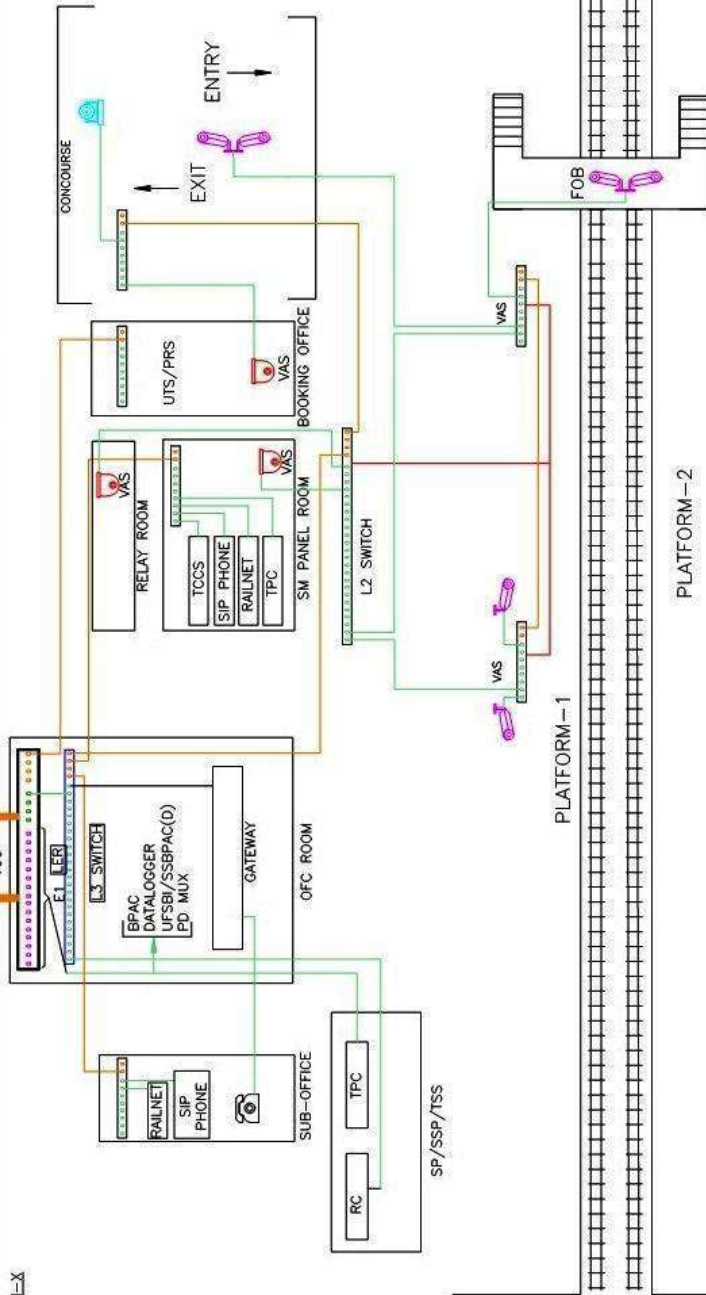 CONCOURSE
EXIT
ENTRY
UTS/PRS
VAS
BOOKING OFFICE
VAS
RELAY ROOM
TCCS
SIP PHONE
RAILNET
TPC
VAS
SM PANEL ROOM
L2 SWITCH
E1
LER
L3 SWITCH
BPAC
DATALOGGER
UFSBI/SSBPAC(D)
PD MUX
GATEWAY
OFC ROOM
RAILNET
SIP
PHONE
SUB-OFFICE
RC
TPC
SP/SSP/TSS
VAS
VAS
FOB
PLATFORM-1
PLATFORM-2